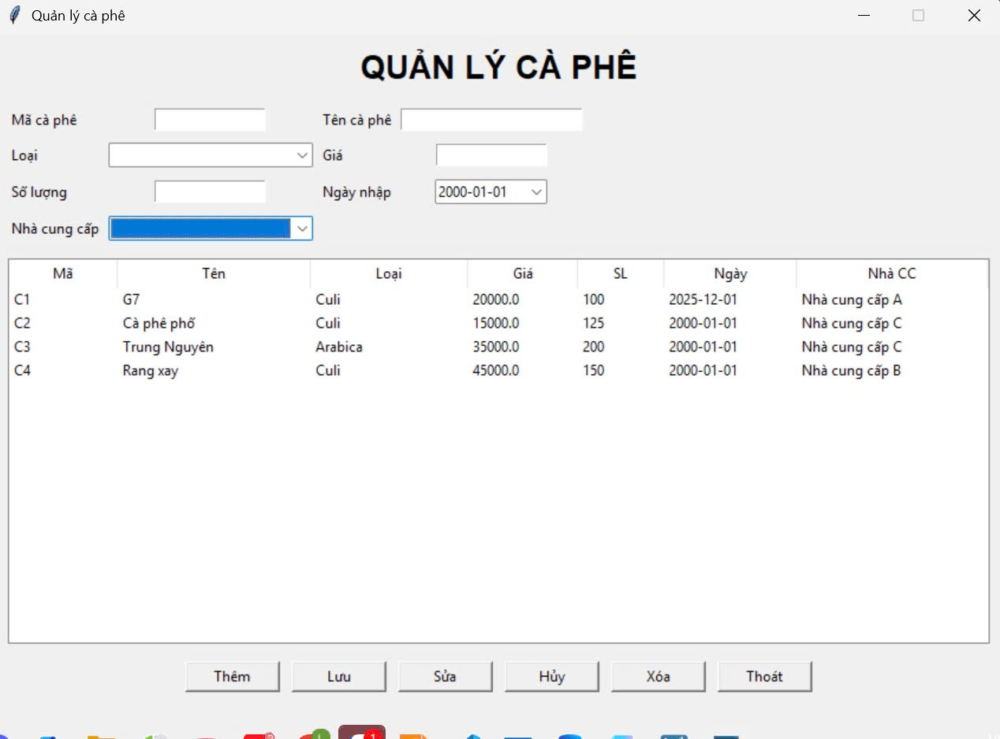 Quản lý cà phê
QUẢN LÝ CÀ PHÊ
Mã cà phê Tên cà phê
Loại Giá
Số lượng Ngày nhập 2000-01-01
Nhà cung cấp
Mã Tên Loại Giá SL Ngày Nhà CC
C1 G7 Culi 20000.0 100 2025-12-01 Nhà cung cấp A
C2 Cà phê phố Culi 15000.0 125 2000-01-01 Nhà cung cấp C
C3 Trung Nguyên Arabica 35000.0 200 2000-01-01 Nhà cung cấp C
C4 Rang xay Culi 45000.0 150 2000-01-01 Nhà cung cấp B
Thêm Lưu Sửa Hủy Xóa Thoát
1